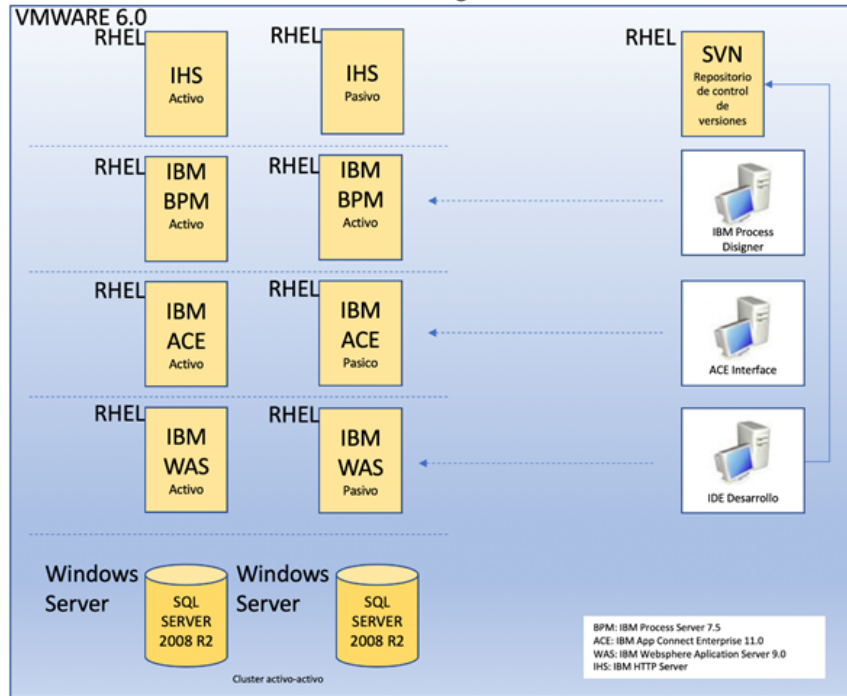 VMWARE 6.0
RHEL
IHS
Activo
RHEL
IHS
Pasivo
RHEL
SVN
Repositorio
de control
de
versiones
RHEL
IBM
BPM
Activo
RHEL
IBM
BPM
Activo
IBM Process
Disigner
RHEL
IBM
ACE
Activo
RHEL
IBM
ACE
Pasico
ACE Interface
RHEL
IBM
WAS
Activo
RHEL
IBM
WAS
Pasivo
IDE Desarrollo
Windows
Server
SQL
SERVER
2008 R2
Windows
Server
SQL
SERVER
2008 R2
Cluster activo-activo
BPM: IBM Process Server 7.5
ACE: IBM App Connect Enterprise 11.0
WAS: IBM Websphere Aplication Server 9.0
IHS: IBM HTTP Server